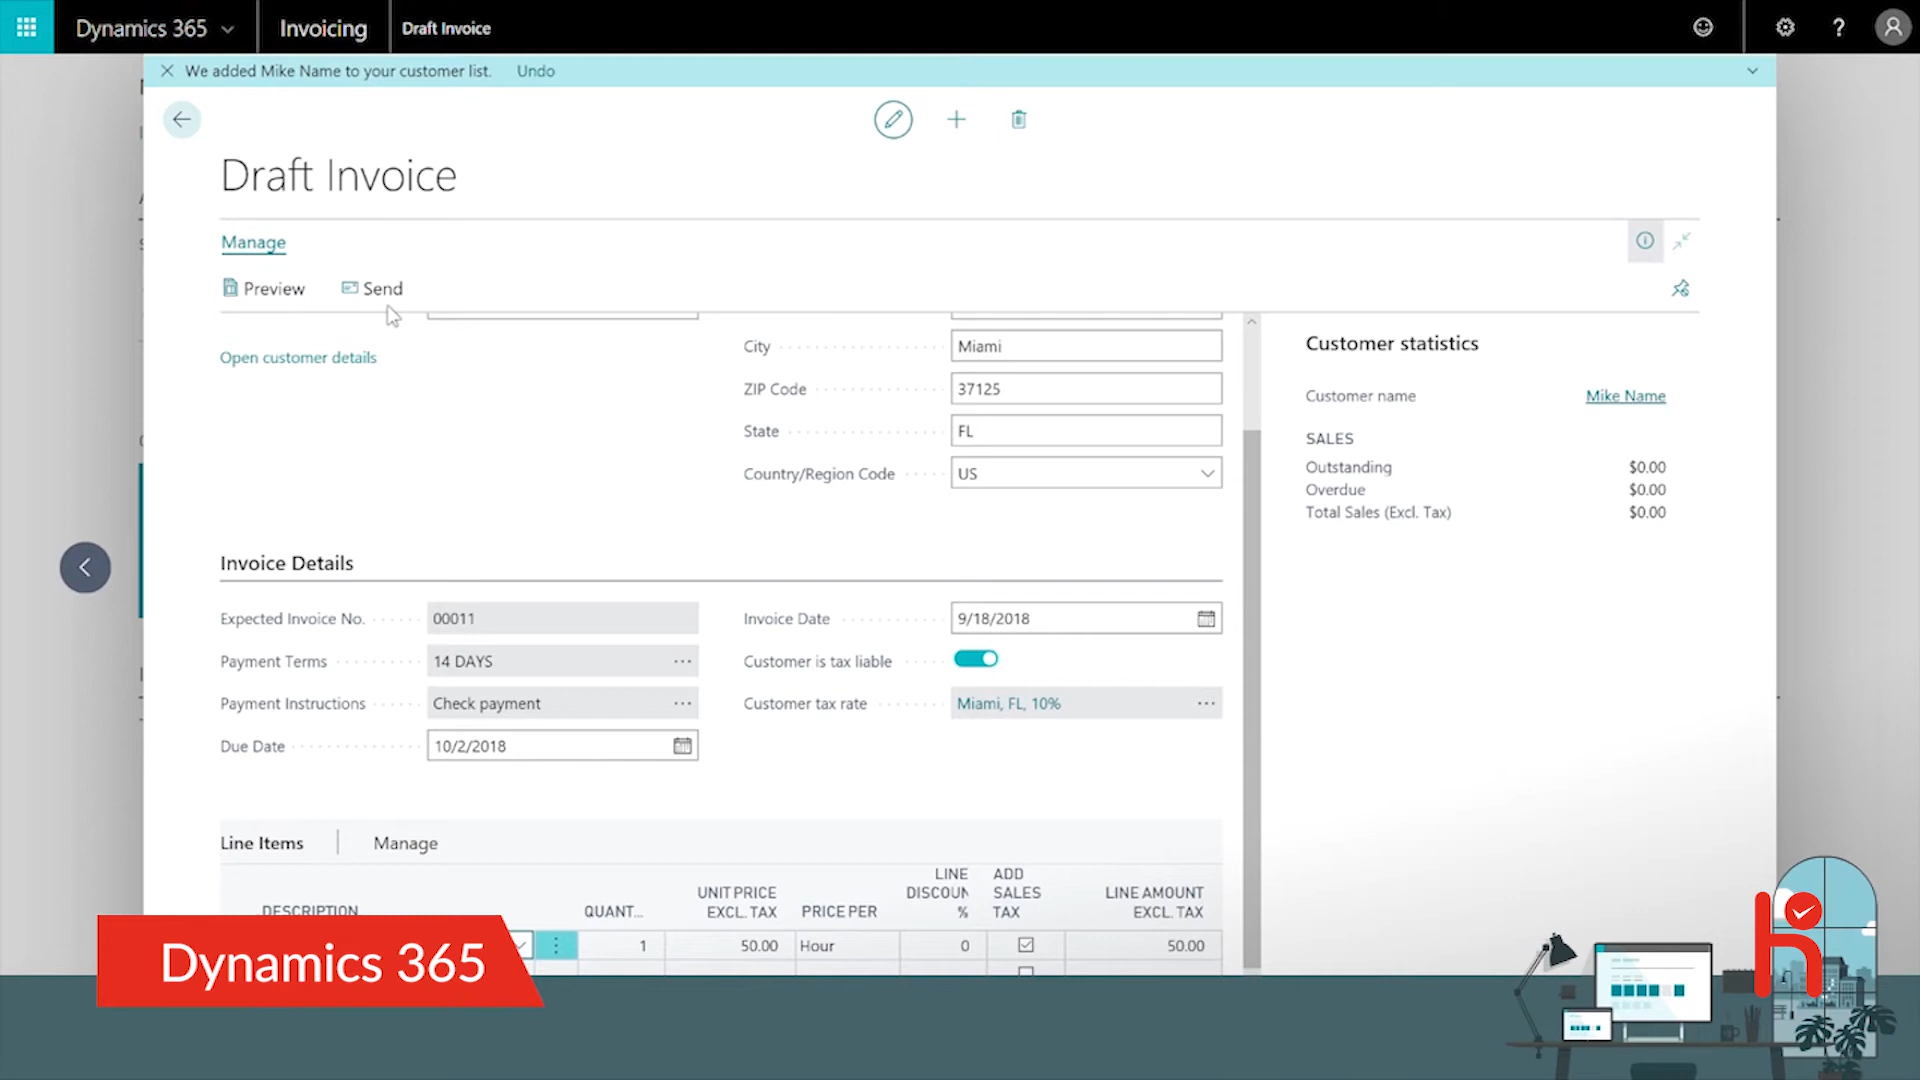 Dynamics 365
Invoicing
Draft Invoice
?
We added Mike Name to your customer list. Undo
Draft Invoice
Manage
Preview
Send
Open customer details
City
Miami
ZIP Code
37125
State
FL
Country/Region Code
US
Customer statistics
Customer name
Mike Name
SALES
Outstanding
$0.00
Overdue
$0.00
Total Sales (Excl. Tax)
$0.00
Invoice Details
Expected Invoice No.
00011
Payment Terms
14 DAYS
Payment Instructions
Check payment
Due Date
10/2/2018
Invoice Date
9/18/2018
Customer is tax liable
Customer tax rate
Miami, FL, 10%
Line Items
Manage
DESCRIPTION
QUANT...
UNIT PRICE
EXCL. TAX
PRICE PER
LINE
DISCOUN
%
ADD
SALES
TAX
LINE AMOUNT
EXCL. TAX
1
50.00
Hour
0
50.00
Dynamics 365